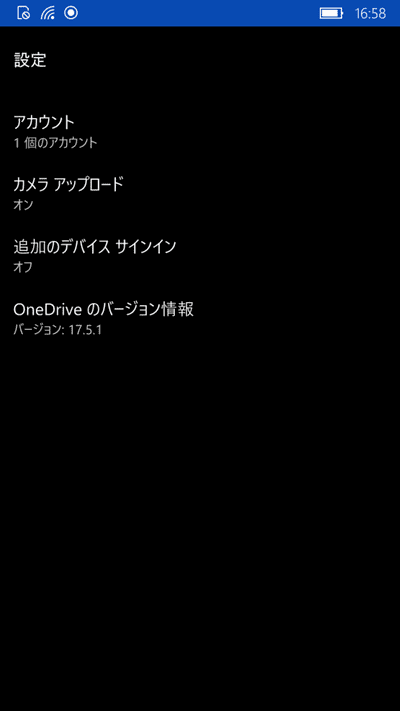 16:58
設定
アカウント
1 個のアカウント
カメラ アップロード
オン
追加のデバイス サインイン
オフ
OneDrive のバージョン情報
バージョン: 17.5.1